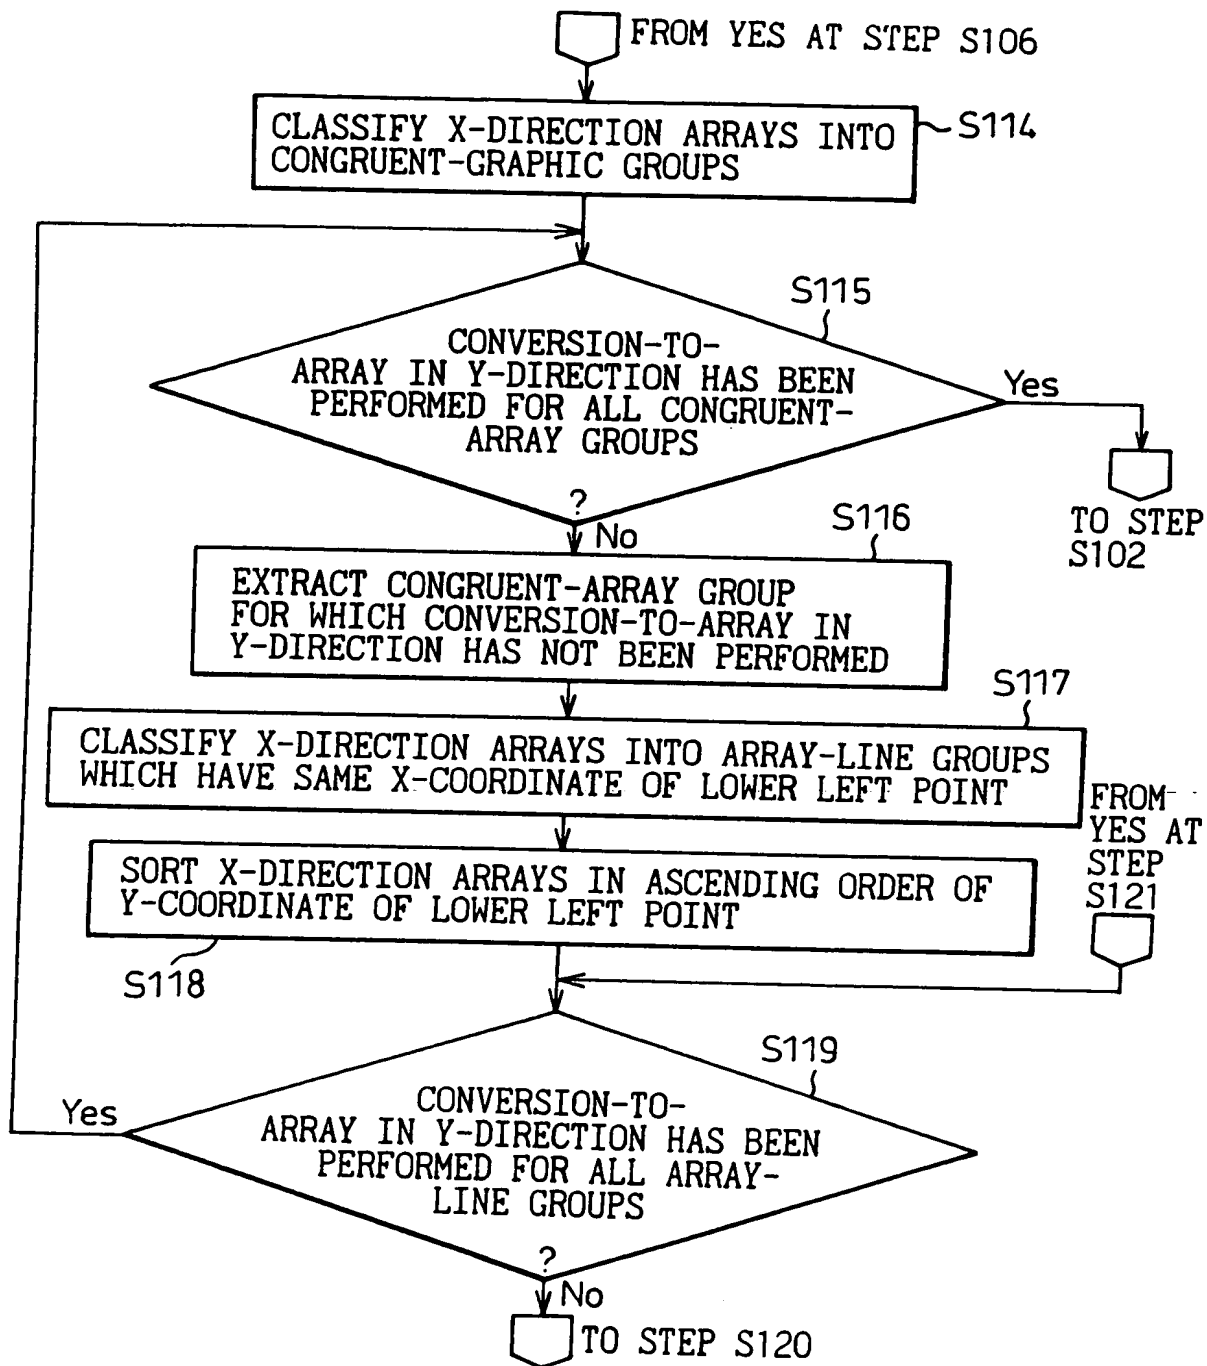 FROM YES AT STEP S106
CLASSIFY X-DIRECTION ARRAYS INTO
CONGRUENT-GRAPHIC GROUPS
S114
S115
CONVERSION-TO-
ARRAY IN Y-DIRECTION HAS BEEN
PERFORMED FOR ALL CONGRUENT-
ARRAY GROUPS
?
Yes
TO STEP
S102
No
S116
EXTRACT CONGRUENT-ARRAY GROUP
FOR WHICH CONVERSION-TO-ARRAY IN
Y-DIRECTION HAS NOT BEEN PERFORMED
S117
CLASSIFY X-DIRECTION ARRAYS INTO ARRAY-LINE GROUPS
WHICH HAVE SAME X-COORDINATE OF LOWER LEFT POINT
FROM
YES AT
STEP
S121
SORT X-DIRECTION ARRAYS IN ASCENDING ORDER OF
Y-COORDINATE OF LOWER LEFT POINT
S118
S119
CONVERSION-TO-
ARRAY IN Y-DIRECTION HAS BEEN
PERFORMED FOR ALL ARRAY-
LINE GROUPS
?
Yes
No
TO STEP S120